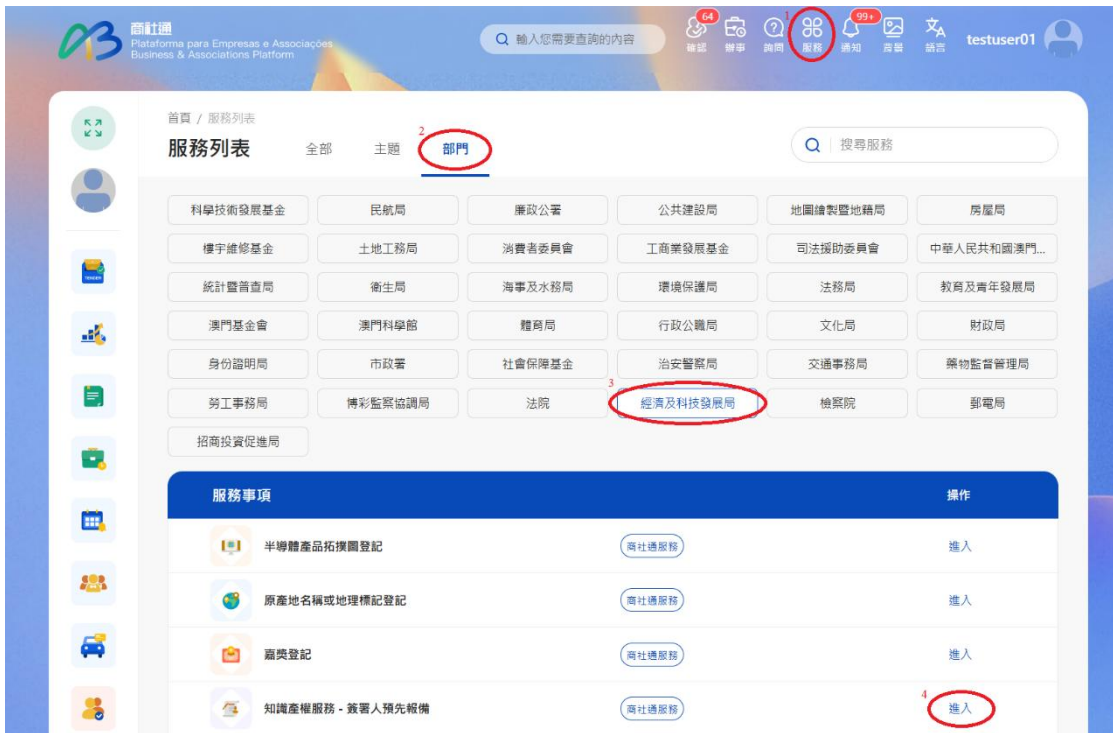 商社通
Plataforma para Empresas e Associações
Business & Associations Platform
輸入您需要查詢的內容
64
確認
辦事
詢問
1
服務
99+
通知
背景
語言
testuser01
首頁 / 服務列表
服務列表
全部
主題
2
部門
搜尋服務
科學技術發展基金 民航局 廉政公署 公共建設局 地圖繪製暨地籍局 房屋局
樓宇維修基金 土地工務局 消費者委員會 工商業發展基金 司法援助委員會 中華人民共和國澳門...
統計暨普查局 衛生局 海事及水務局 環境保護局 法務局 教育及青年發展局
澳門基金會 澳門科學館 體育局 行政公職局 文化局 財政局
身份證明局 市政署 社會保障基金 治安警察局 交通事務局 藥物監督管理局
3
勞工事務局 博彩監察協調局 法院 經濟及科技發展局 檢察院 郵電局
招商投資促進局
服務事項 操作
半導體產品拓撲圖登記 商社通服務 進入
原產地名稱或地理標記登記 商社通服務 進入
嘉獎登記 商社通服務 進入
4
知識產權服務 - 簽署人預先報備 商社通服務 進入